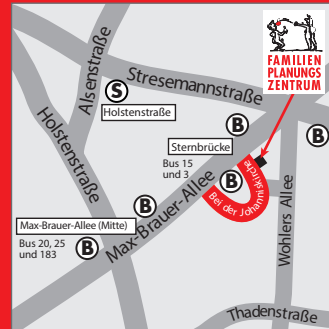 FAMILIEN
PLANUNGS
ZENTRUM
Alsenstraße
Stresemannstraße
S
Holstenstraße
B
B
Sternbrücke
Bus 15
und 3
B
Bei der Johanniskirche
Holstenstraße
Max-Brauer-Allee
Wohlers Allee
B
Max-Brauer-Allee (Mitte)
Bus 20, 25
und 183
B
Thadenstraße